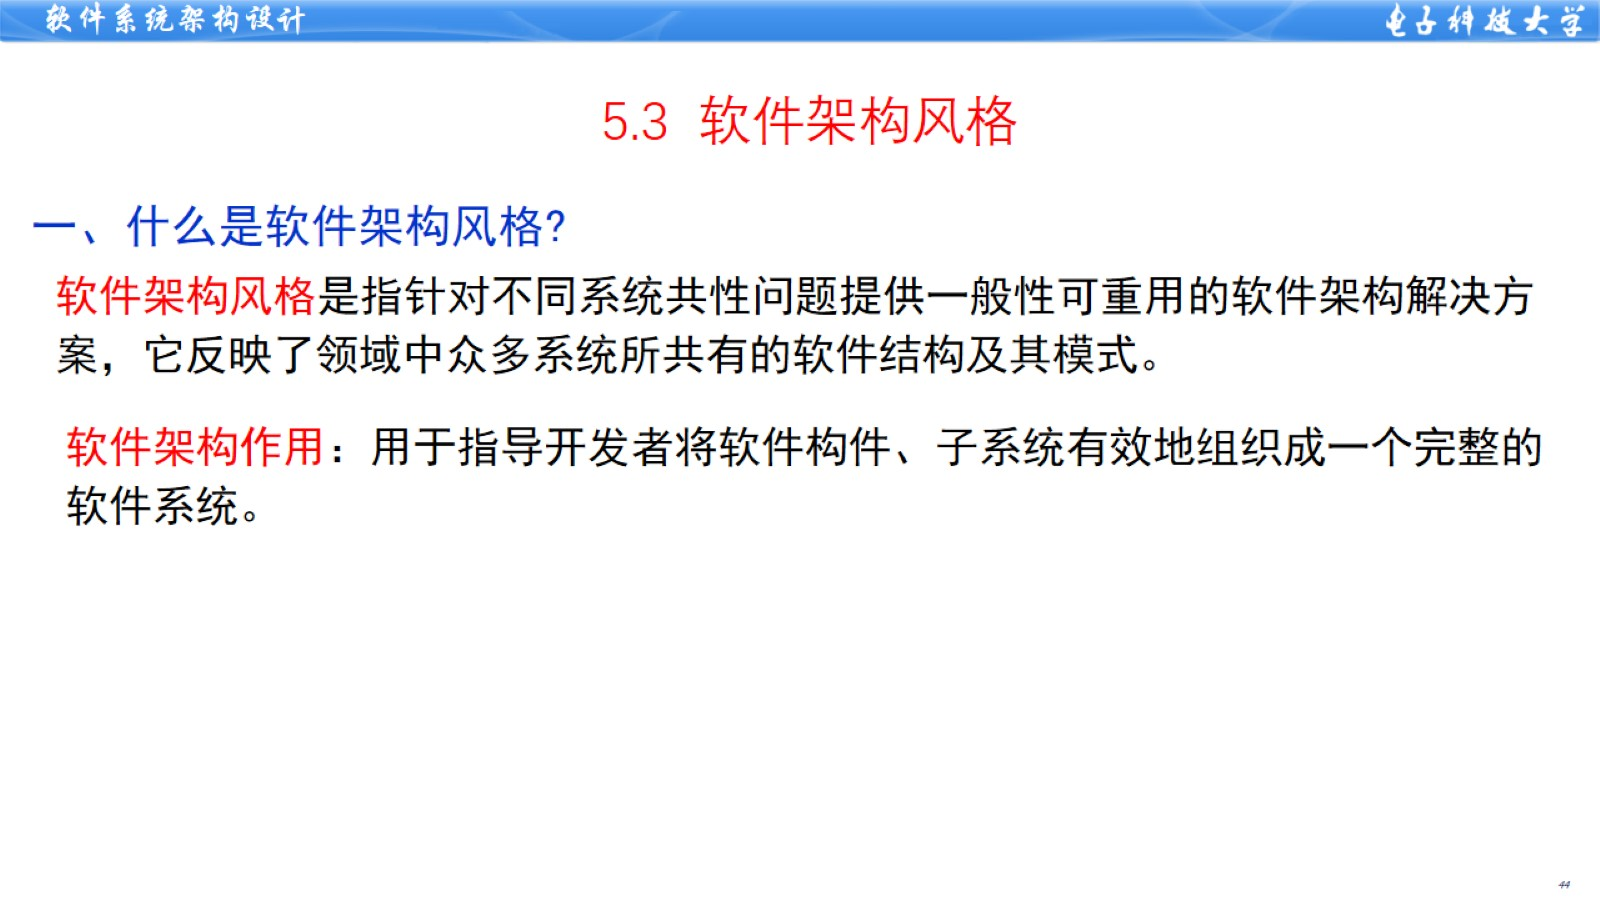 软件系统架构设计
电子科技大学
5.3 软件架构风格
一、什么是软件架构风格?
软件架构风格是指针对不同系统共性问题提供一般性可重用的软件架构解决方
案，它反映了领域中众多系统所共有的软件结构及其模式。
软件架构作用：用于指导开发者将软件构件、子系统有效地组织成一个完整的
软件系统。
44